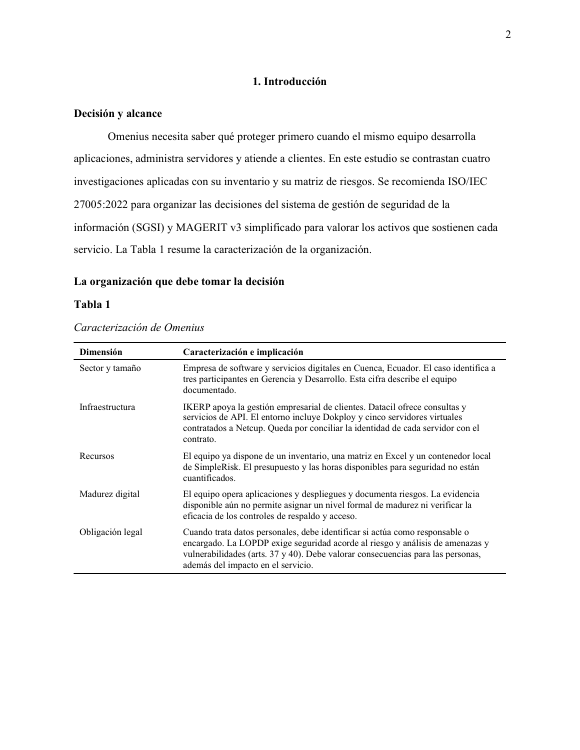 2
1. Introducción
Decisión y alcance
Omenius necesita saber qué proteger primero cuando el mismo equipo desarrolla
aplicaciones, administra servidores y atiende a clientes. En este estudio se contrastan cuatro
investigaciones aplicadas con su inventario y su matriz de riesgos. Se recomienda ISO/IEC
27005:2022 para organizar las decisiones del sistema de gestión de seguridad de la
información (SGSI) y MAGERIT v3 simplificado para valorar los activos que sostienen cada
servicio. La Tabla 1 resume la caracterización de la organización.
La organización que debe tomar la decisión
Tabla 1
Caracterización de Omenius
Dimensión Caracterización e implicación
Sector y tamaño Empresa de software y servicios digitales en Cuenca, Ecuador. El caso identifica a
tres participantes en Gerencia y Desarrollo. Esta cifra describe el equipo
documentado.
Infraestructura IKERP apoya la gestión empresarial de clientes. Datacil ofrece consultas y
servicios de API. El entorno incluye Dokploy y cinco servidores virtuales
contratados a Netcup. Queda por conciliar la identidad de cada servidor con el
contrato.
Recursos El equipo ya dispone de un inventario, una matriz en Excel y un contenedor local
de SimpleRisk. El presupuesto y las horas disponibles para seguridad no están
cuantificados.
Madurez digital El equipo opera aplicaciones y despliegues y documenta riesgos. La evidencia
disponible aún no permite asignar un nivel formal de madurez ni verificar la
eficacia de los controles de respaldo y acceso.
Obligación legal Cuando trata datos personales, debe identificar si actúa como responsable o
encargado. La LOPDP exige seguridad acorde al riesgo y análisis de amenazas y
vulnerabilidades (arts. 37 y 40). Debe valorar consecuencias para las personas,
además del impacto en el servicio.